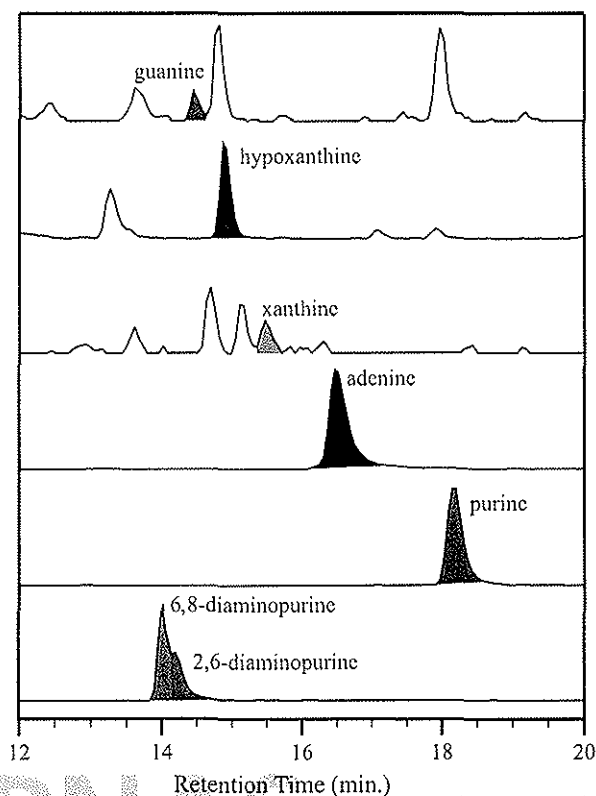 guanine
hypoxanthine
xanthine
adenine
purine
6,8-diaminopurine
2,6-diaminopurine
12 14 16 18 20
Retention Time (min.)